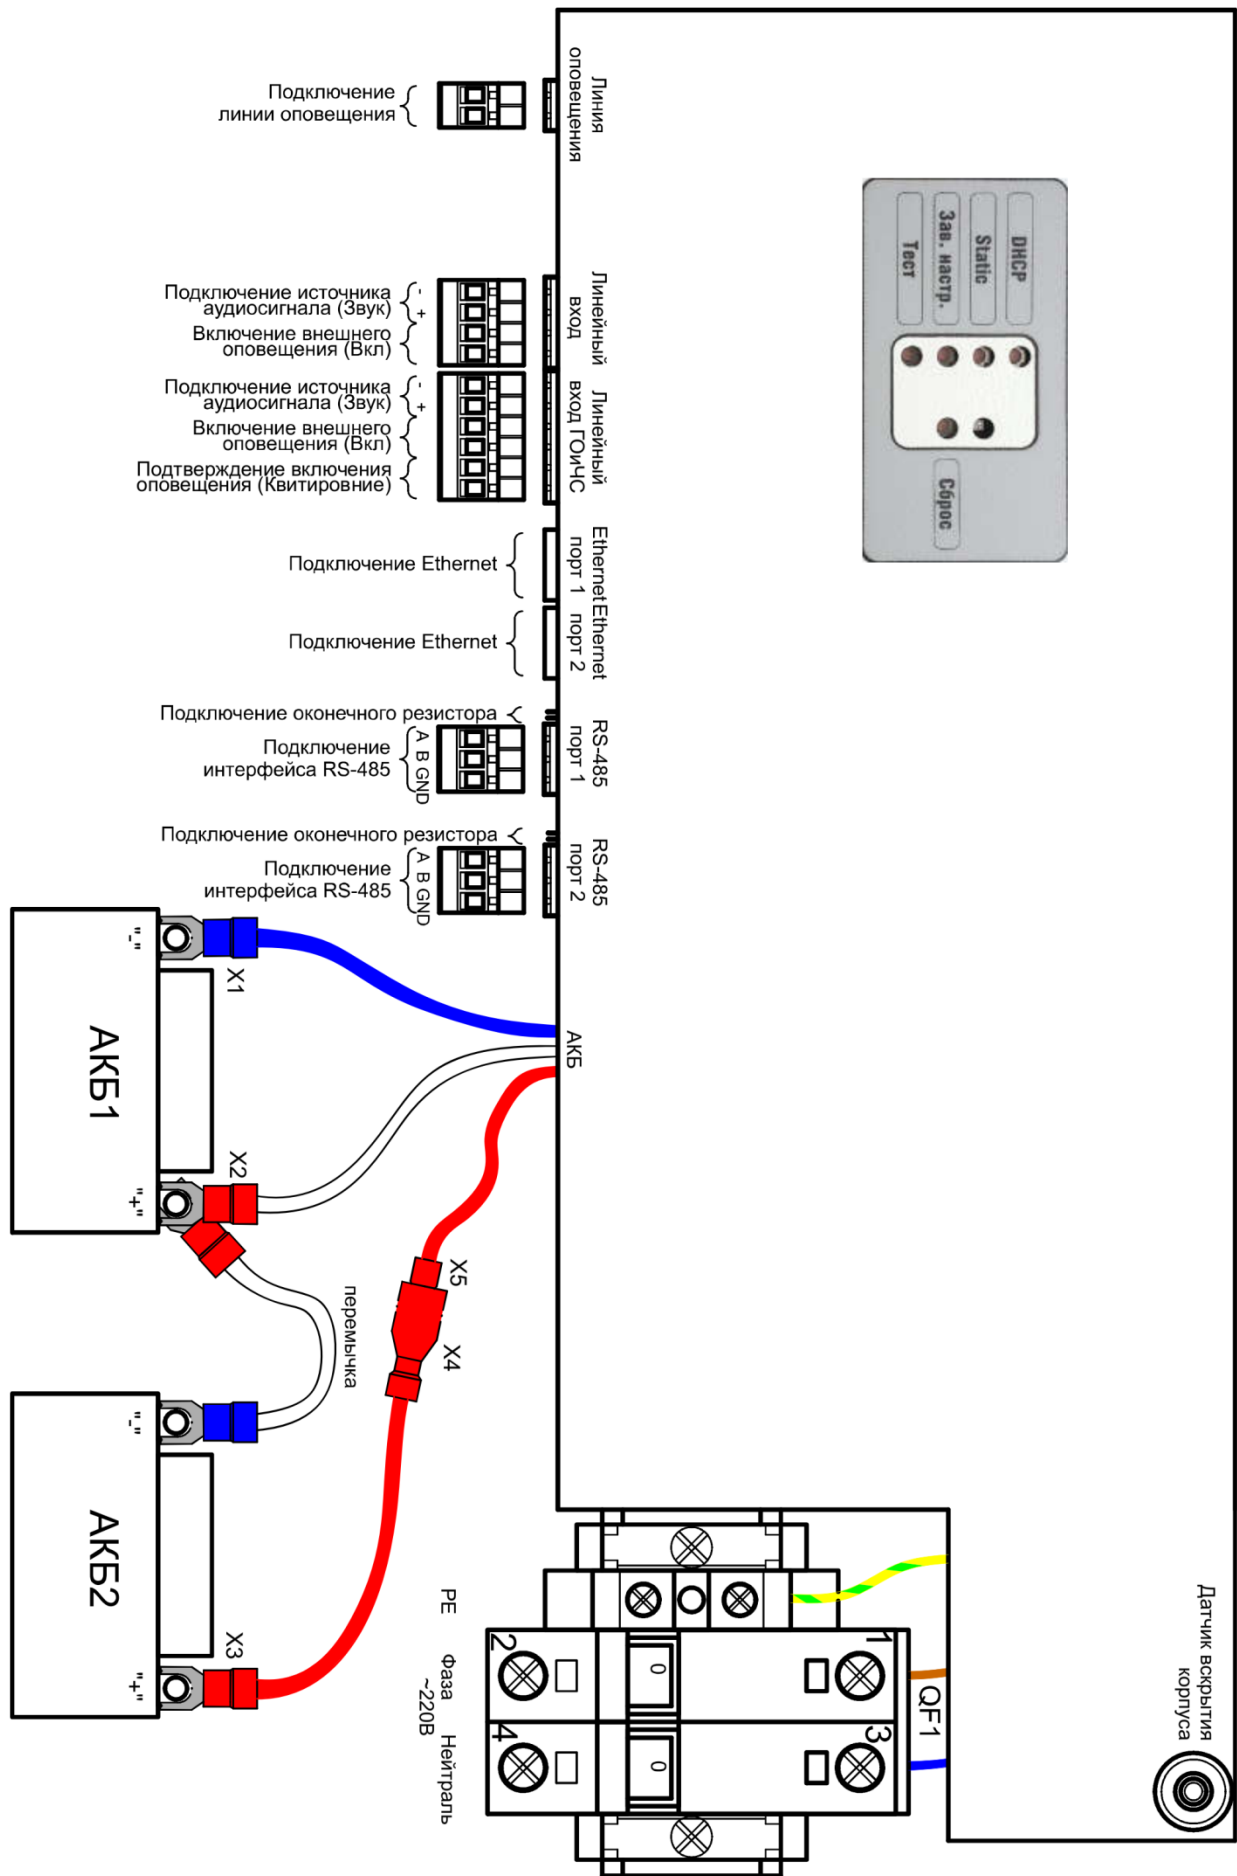 Линия
оповещения
Подключение
линии оповещения
DHCP
Static
Зав. настр.
Тест
Сброс
Линейный
вход
Подключение источника
аудиосигнала (Звук)
-
+
Включение внешнего
оповещения (Вкл)
Линейный
вход ГОиЧС
Подключение источника
аудиосигнала (Звук)
-
+
Включение внешнего
оповещения (Вкл)
Подтверждение включения
оповещения (Квитировние)
Ethernet
порт 1
Подключение Ethernet
Ethernet
порт 2
Подключение Ethernet
Подключение оконечного резистора
RS-485
порт 1
Подключение
интерфейса RS-485
A B GND
Подключение оконечного резистора
RS-485
порт 2
Подключение
интерфейса RS-485
A B GND
АКБ
"-"
X1
АКБ1
X2
"+"
перемычка
X5
X4
"-"
АКБ2
X3
"+"
PE
Фаза
~220В
Нейтраль
2
0
1
4
0
3
QF1
Датчик вскрытия
корпуса